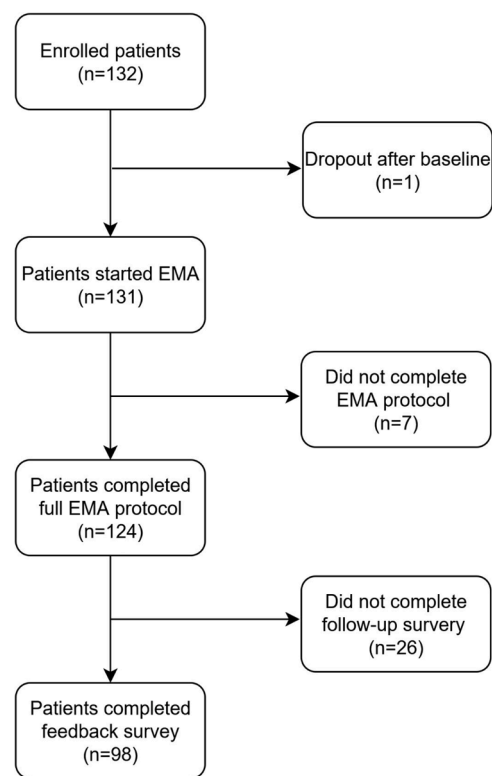 Enrolled patients
(n=132)
Dropout after baseline
(n=1)
Patients started EMA
(n=131)
Did not complete
EMA protocol
(n=7)
Patients completed
full EMA protocol
(n=124)
Did not complete
follow-up survery
(n=26)
Patients completed
feedback survey
(n=98)